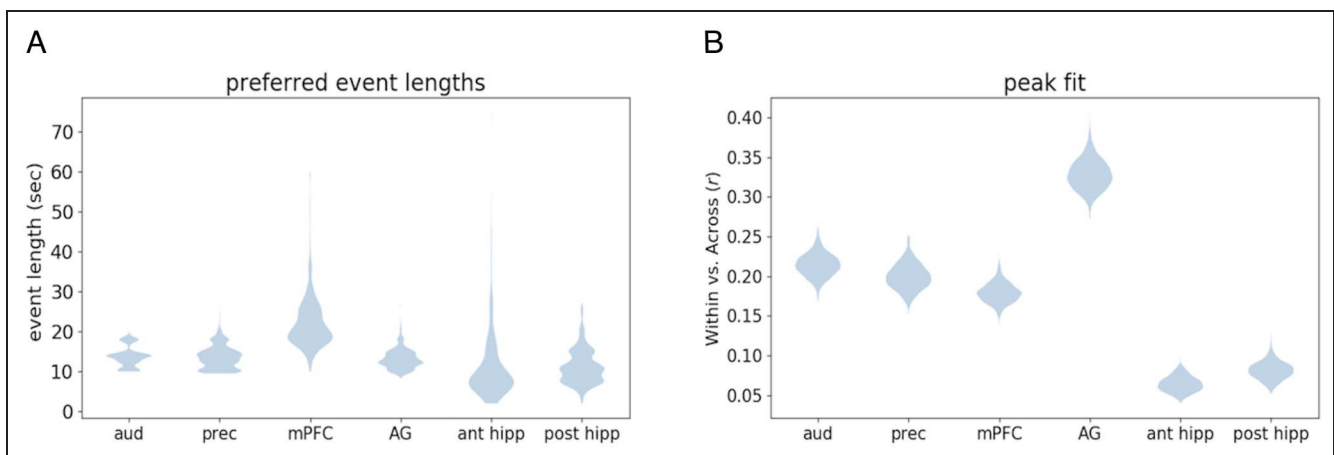 A
preferred event lengths
event length (sec)
70
60
50
40
30
20
10
0
aud prec mPFC AG ant hipp post hipp
B
peak fit
Within vs. Across (r)
0.40
0.35
0.30
0.25
0.20
0.15
0.10
0.05
aud prec mPFC AG ant hipp post hipp